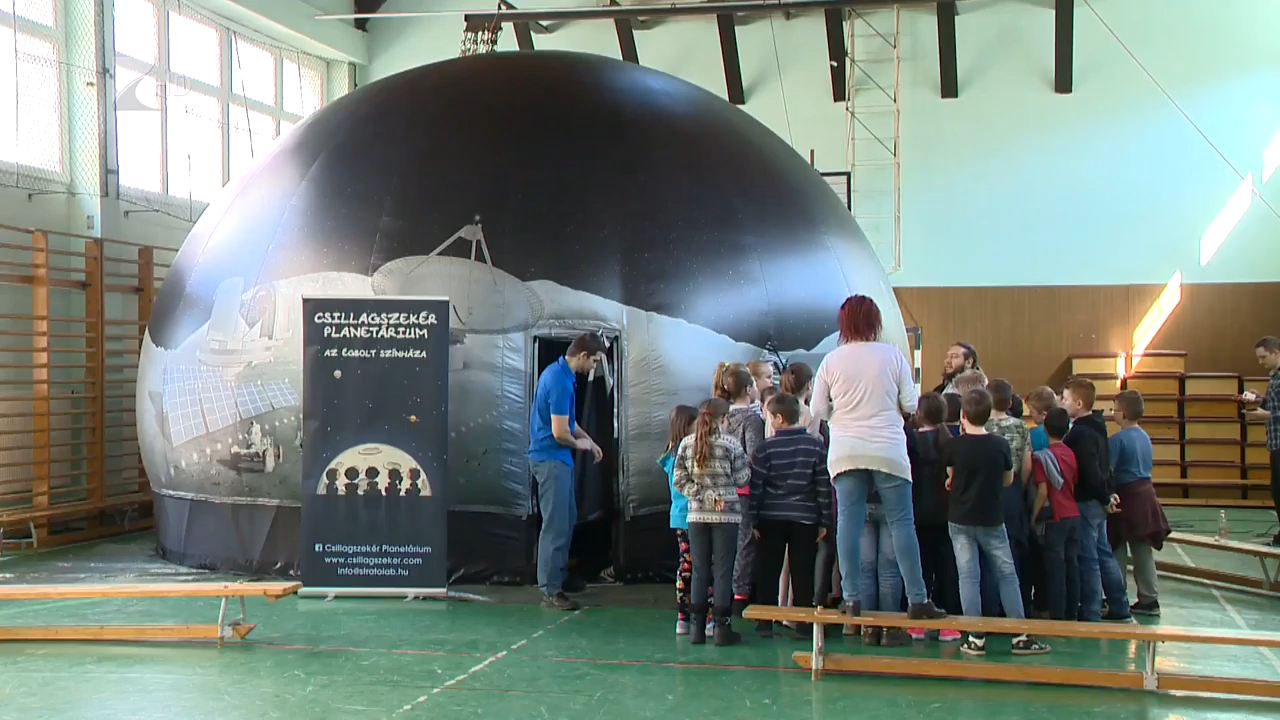 CSILLAGSZEKÉR
PLANETÁRIUM
AZ ÉGBOLT SZÍNHÁZA
Csillagszekér Planetárium
www.csillagszeker.com
info@stratolab.hu